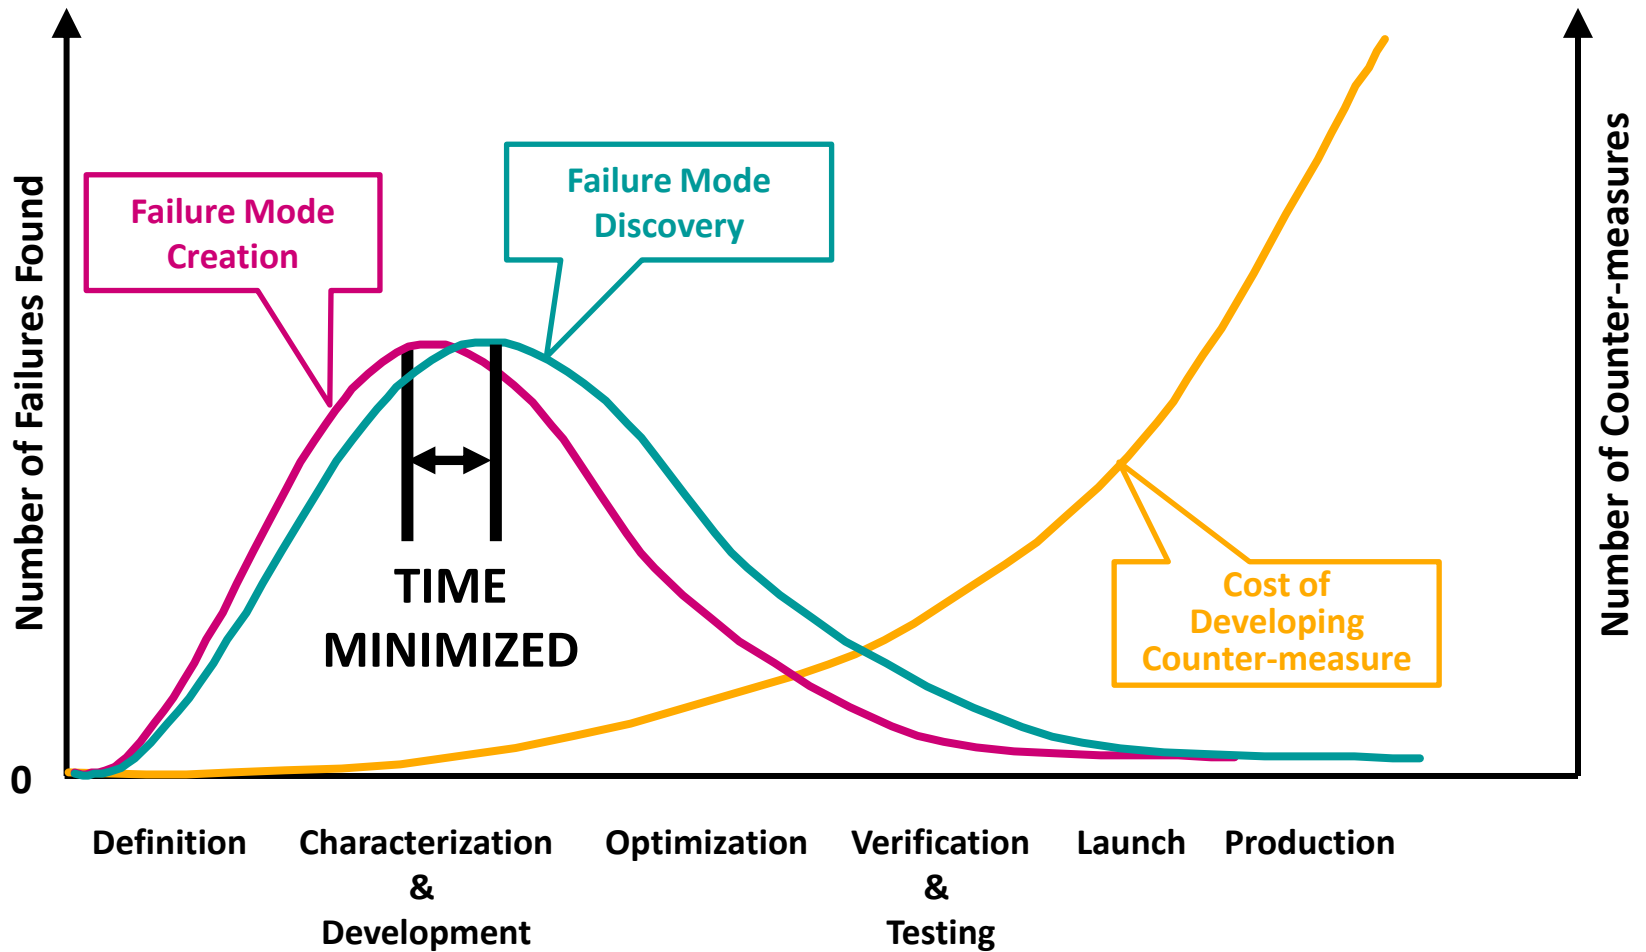 Number of Failures Found
Failure Mode
Creation
Failure Mode
Discovery
Number of Counter-measures
TIME
MINIMIZED
Cost of
Developing
Counter-measure
0
Definition
Characterization
&
Development
Optimization
Verification
&
Testing
Launch
Production